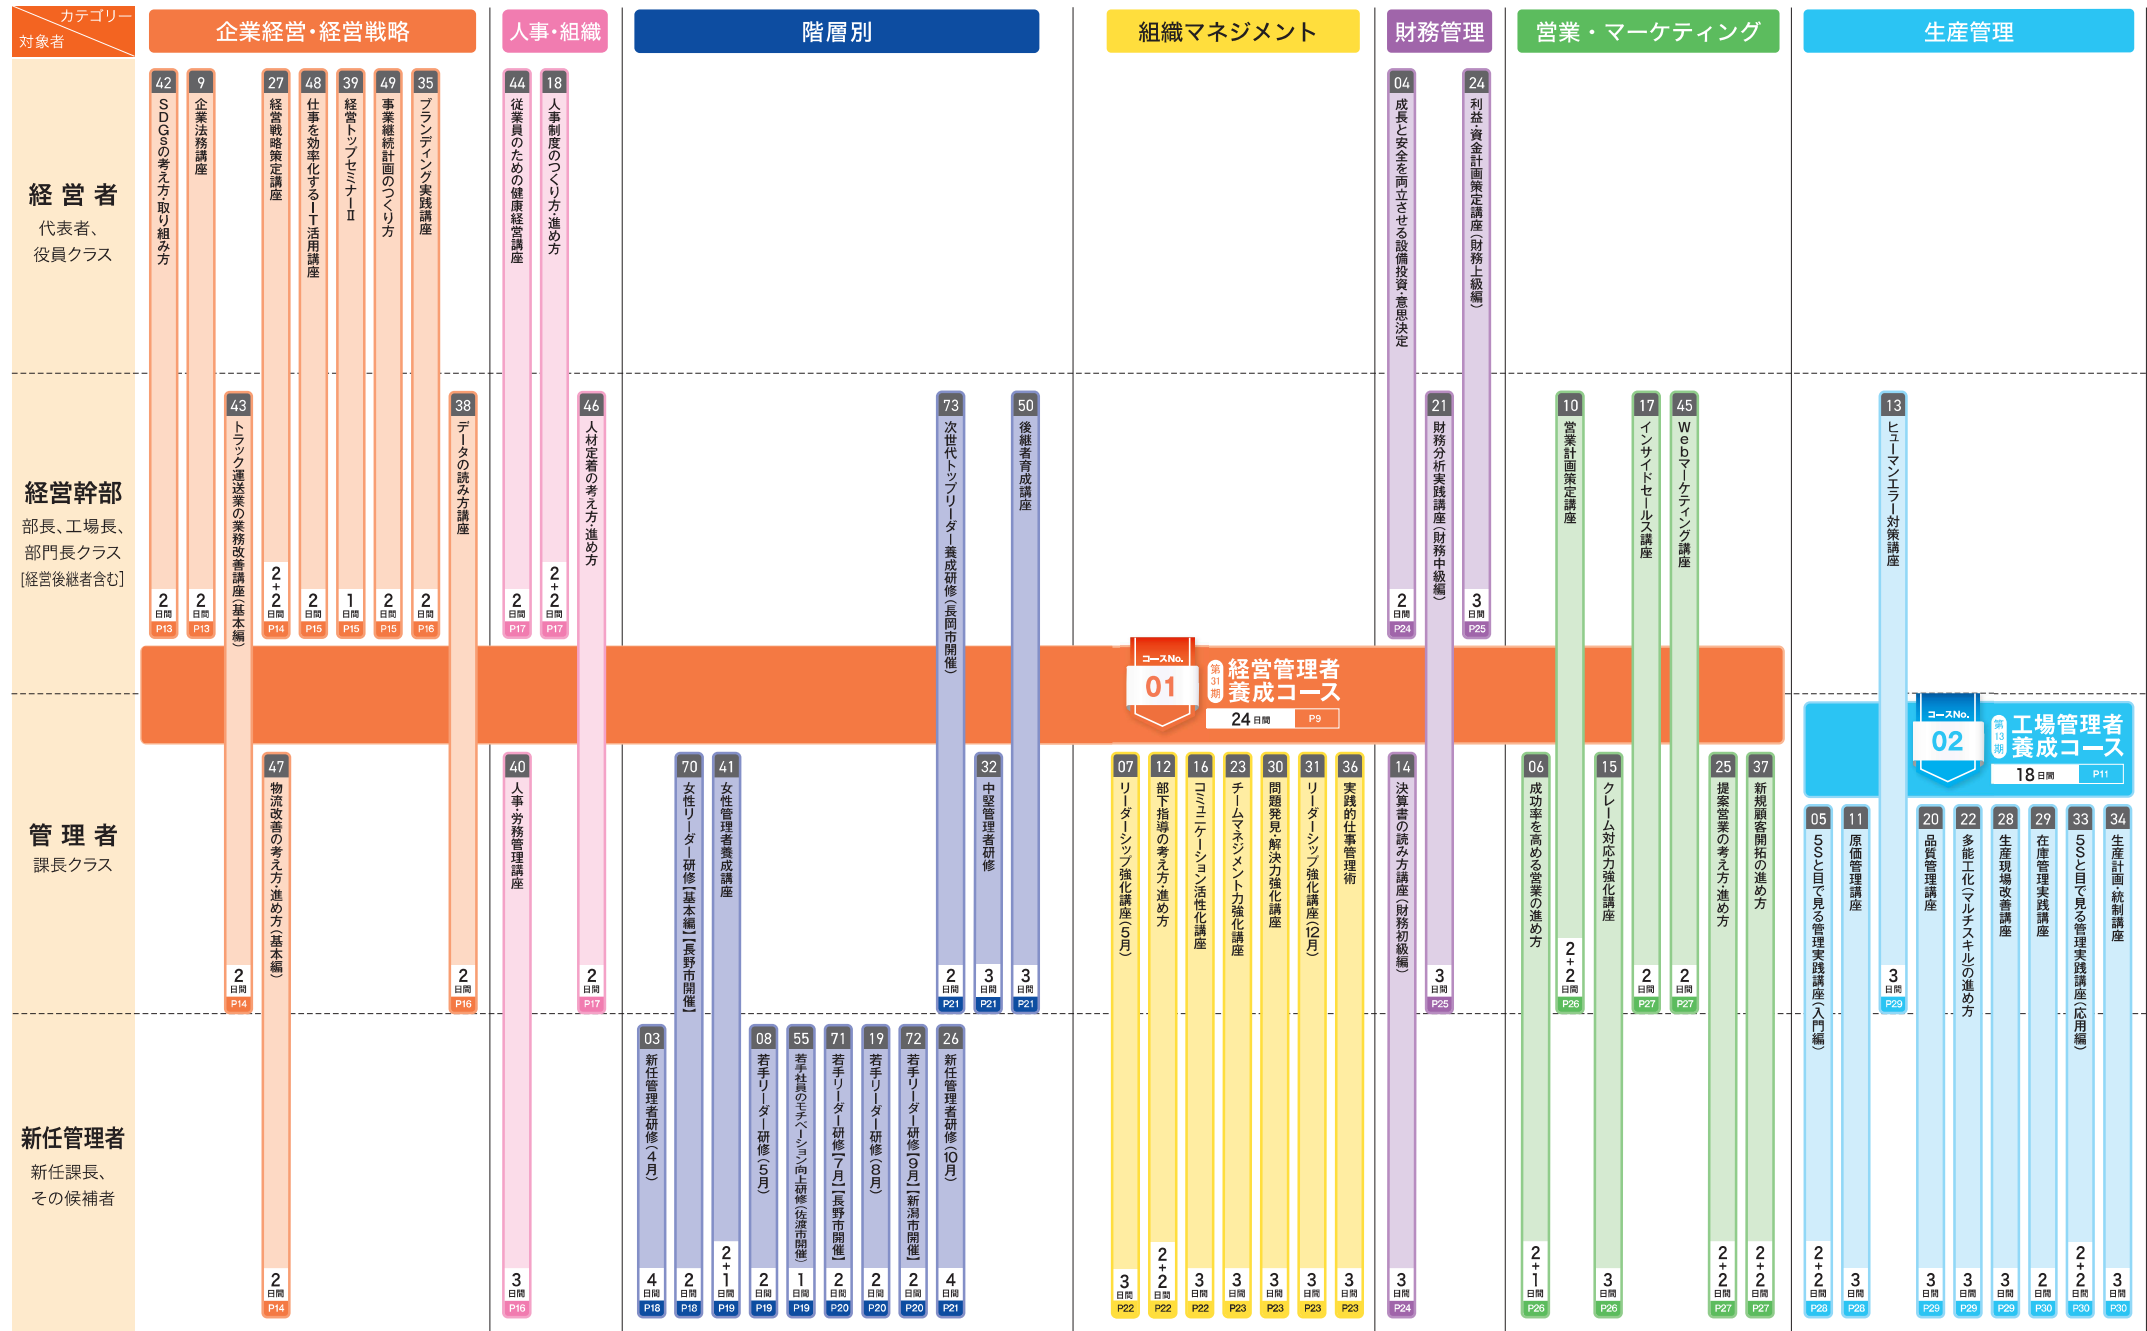 カテゴリー
対象者
企業経営・経営戦略
人事・組織
階層別
組織マネジメント
財務管理
営業・マーケティング
生産管理
経営者
代表者、
役員クラス
経営幹部
部長、工場長、
部門長クラス
[経営後継者含む]
管理者
課長クラス
新任管理者
新任課長、
その候補者
42
SDGsの考え方・取り組み方
2
日間
P13
9
企業法務講座
2
日間
P13
43
トラック運送業の業務改善講座(基本編)
2
日間
P14
27
経営戦略策定講座
2
+
2
日間
P14
47
物流改善の考え方・進め方(基本編)
2
日間
P14
48
仕事を効率化するIT活用講座
2
日間
P15
39
経営トップセミナーⅡ
1
日間
P15
49
事業継続計画のつくり方
2
日間
P15
35
ブランディング実践講座
2
日間
P16
38
データの読み方講座
2
日間
P16
44
従業員のための健康経営講座
2
日間
P17
40
人事・労務管理講座
3
日間
P16
18
人事制度のつくり方・進め方
2
+
2
日間
P17
46
人材定着の考え方・進め方
2
日間
P17
03
新任管理者研修(4月)
4
日間
P18
70
女性リーダー研修【基本編】【長野市開催】
2
日間
P18
41
女性管理者養成講座
2
+
1
日間
P19
08
若手リーダー研修(5月)
2
日間
P19
55
若手社員のモチベーション向上研修(佐渡市開催)
1
日間
P19
71
若手リーダー研修【7月】【長野市開催】
2
日間
P20
19
若手リーダー研修(8月)
2
日間
P20
72
若手リーダー研修【9月】【新潟市開催】
2
日間
P20
73
次世代トップリーダー養成研修(長岡市開催)
2
日間
P21
26
新任管理者研修(10月)
4
日間
P21
32
中堅管理者研修
3
日間
P21
50
後継者育成講座
3
日間
P21
コースNo.
01
第31期
経営管理者
養成コース
24日間
P9
07
リーダーシップ強化講座(5月)
3
日間
P22
12
部下指導の考え方・進め方
2
+
2
日間
P22
16
コミュニケーション活性化講座
3
日間
P22
23
チームマネジメント力強化講座
3
日間
P23
30
問題発見・解決力強化講座
3
日間
P23
31
リーダーシップ強化講座(12月)
3
日間
P23
36
実践的仕事管理術
3
日間
P23
04
成長と安全を両立させる設備投資・意思決定
2
日間
P24
14
決算書の読み方講座(財務初級編)
3
日間
P24
21
財務分析実践講座(財務中級編)
3
日間
P25
24
利益・資金計画策定講座(財務上級編)
3
日間
P25
06
成功率を高める営業の進め方
2
+
1
日間
P26
10
営業計画策定講座
2
+
2
日間
P26
15
クレーム対応力強化講座
3
日間
P26
17
インサイドセールス講座
2
日間
P27
45
Webマーケティング講座
2
日間
P27
25
提案営業の考え方・進め方
2
+
2
日間
P27
37
新規顧客開拓の進め方
2
+
2
日間
P27
コースNo.
02
第13期
工場管理者
養成コース
18日間
P11
05
5Sと目で見る管理実践講座(入門編)
2
+
2
日間
P28
11
原価管理講座
3
日間
P28
13
ヒューマンエラー対策講座
3
日間
P29
20
品質管理講座
3
日間
P29
22
多能工化(マルチスキル)の進め方
3
日間
P29
28
生産現場改善講座
3
日間
P29
29
在庫管理実践講座
2
日間
P30
33
5Sと目で見る管理実践講座(応用編)
2
+
2
日間
P30
34
生産計画・統制講座
3
日間
P30